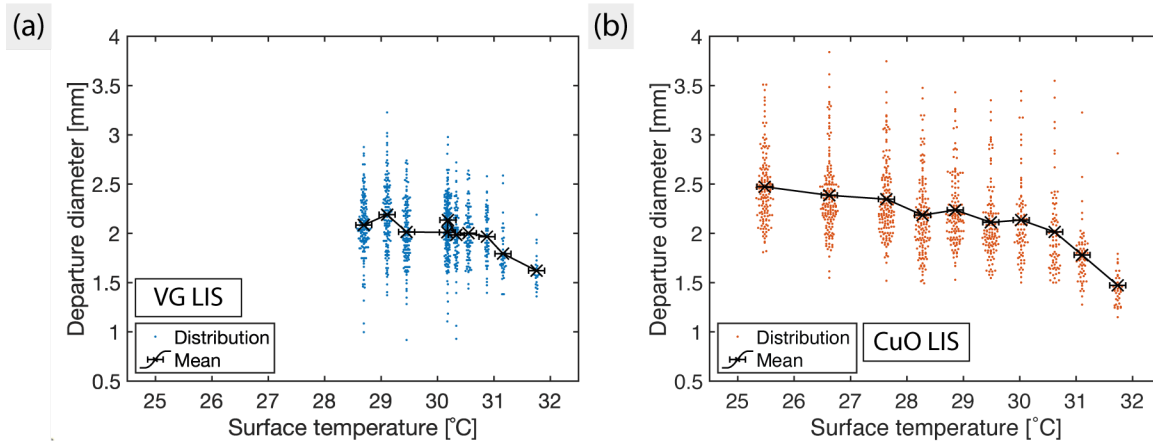 (a)
Departure diameter [mm]
4
3.5
3
2.5
2
1.5
1
0.5
VG LIS
Distribution
Mean
25 26 27 28 29 30 31 32
Surface temperature [°C]
(b)
Departure diameter [mm]
4
3.5
3
2.5
2
1.5
1
0.5
Distribution
Mean
CuO LIS
25 26 27 28 29 30 31 32
Surface temperature [°C]